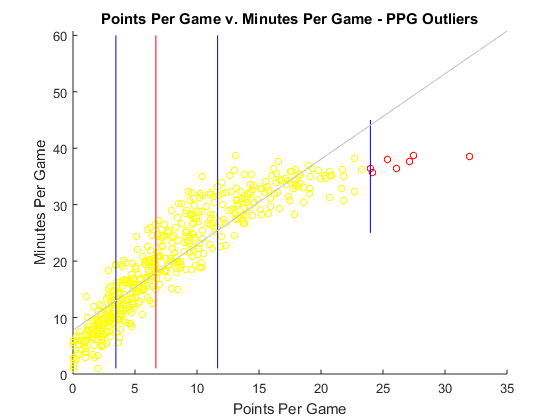 Points Per Game v. Minutes Per Game - PPG Outliers
60
50
40
30
20
10
0
Minutes Per Game
0 5 10 15 20 25 30 35
Points Per Game